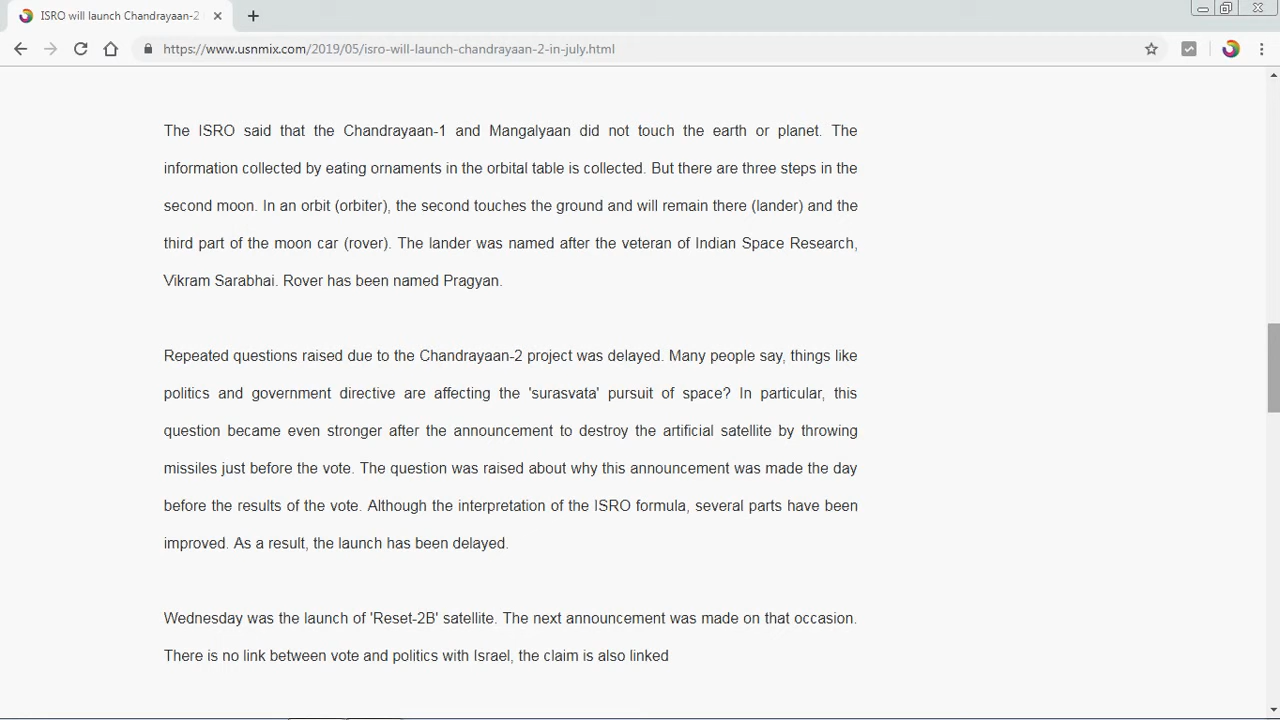 ISRO will launch Chandrayaan-2
https://www.usnmix.com/2019/05/isro-will-launch-chandrayaan-2-in-july.html
The ISRO said that the Chandrayaan-1 and Mangalyaan did not touch the earth or planet. The
information collected by eating ornaments in the orbital table is collected. But there are three steps in the
second moon. In an orbit (orbiter), the second touches the ground and will remain there (lander) and the
third part of the moon car (rover). The lander was named after the veteran of Indian Space Research,
Vikram Sarabhai. Rover has been named Pragyan.
Repeated questions raised due to the Chandrayaan-2 project was delayed. Many people say, things like
politics and government directive are affecting the 'surasvata' pursuit of space? In particular, this
question became even stronger after the announcement to destroy the artificial satellite by throwing
missiles just before the vote. The question was raised about why this announcement was made the day
before the results of the vote. Although the interpretation of the ISRO formula, several parts have been
improved. As a result, the launch has been delayed.
Wednesday was the launch of 'Reset-2B' satellite. The next announcement was made on that occasion.
There is no link between vote and politics with Israel, the claim is also linked